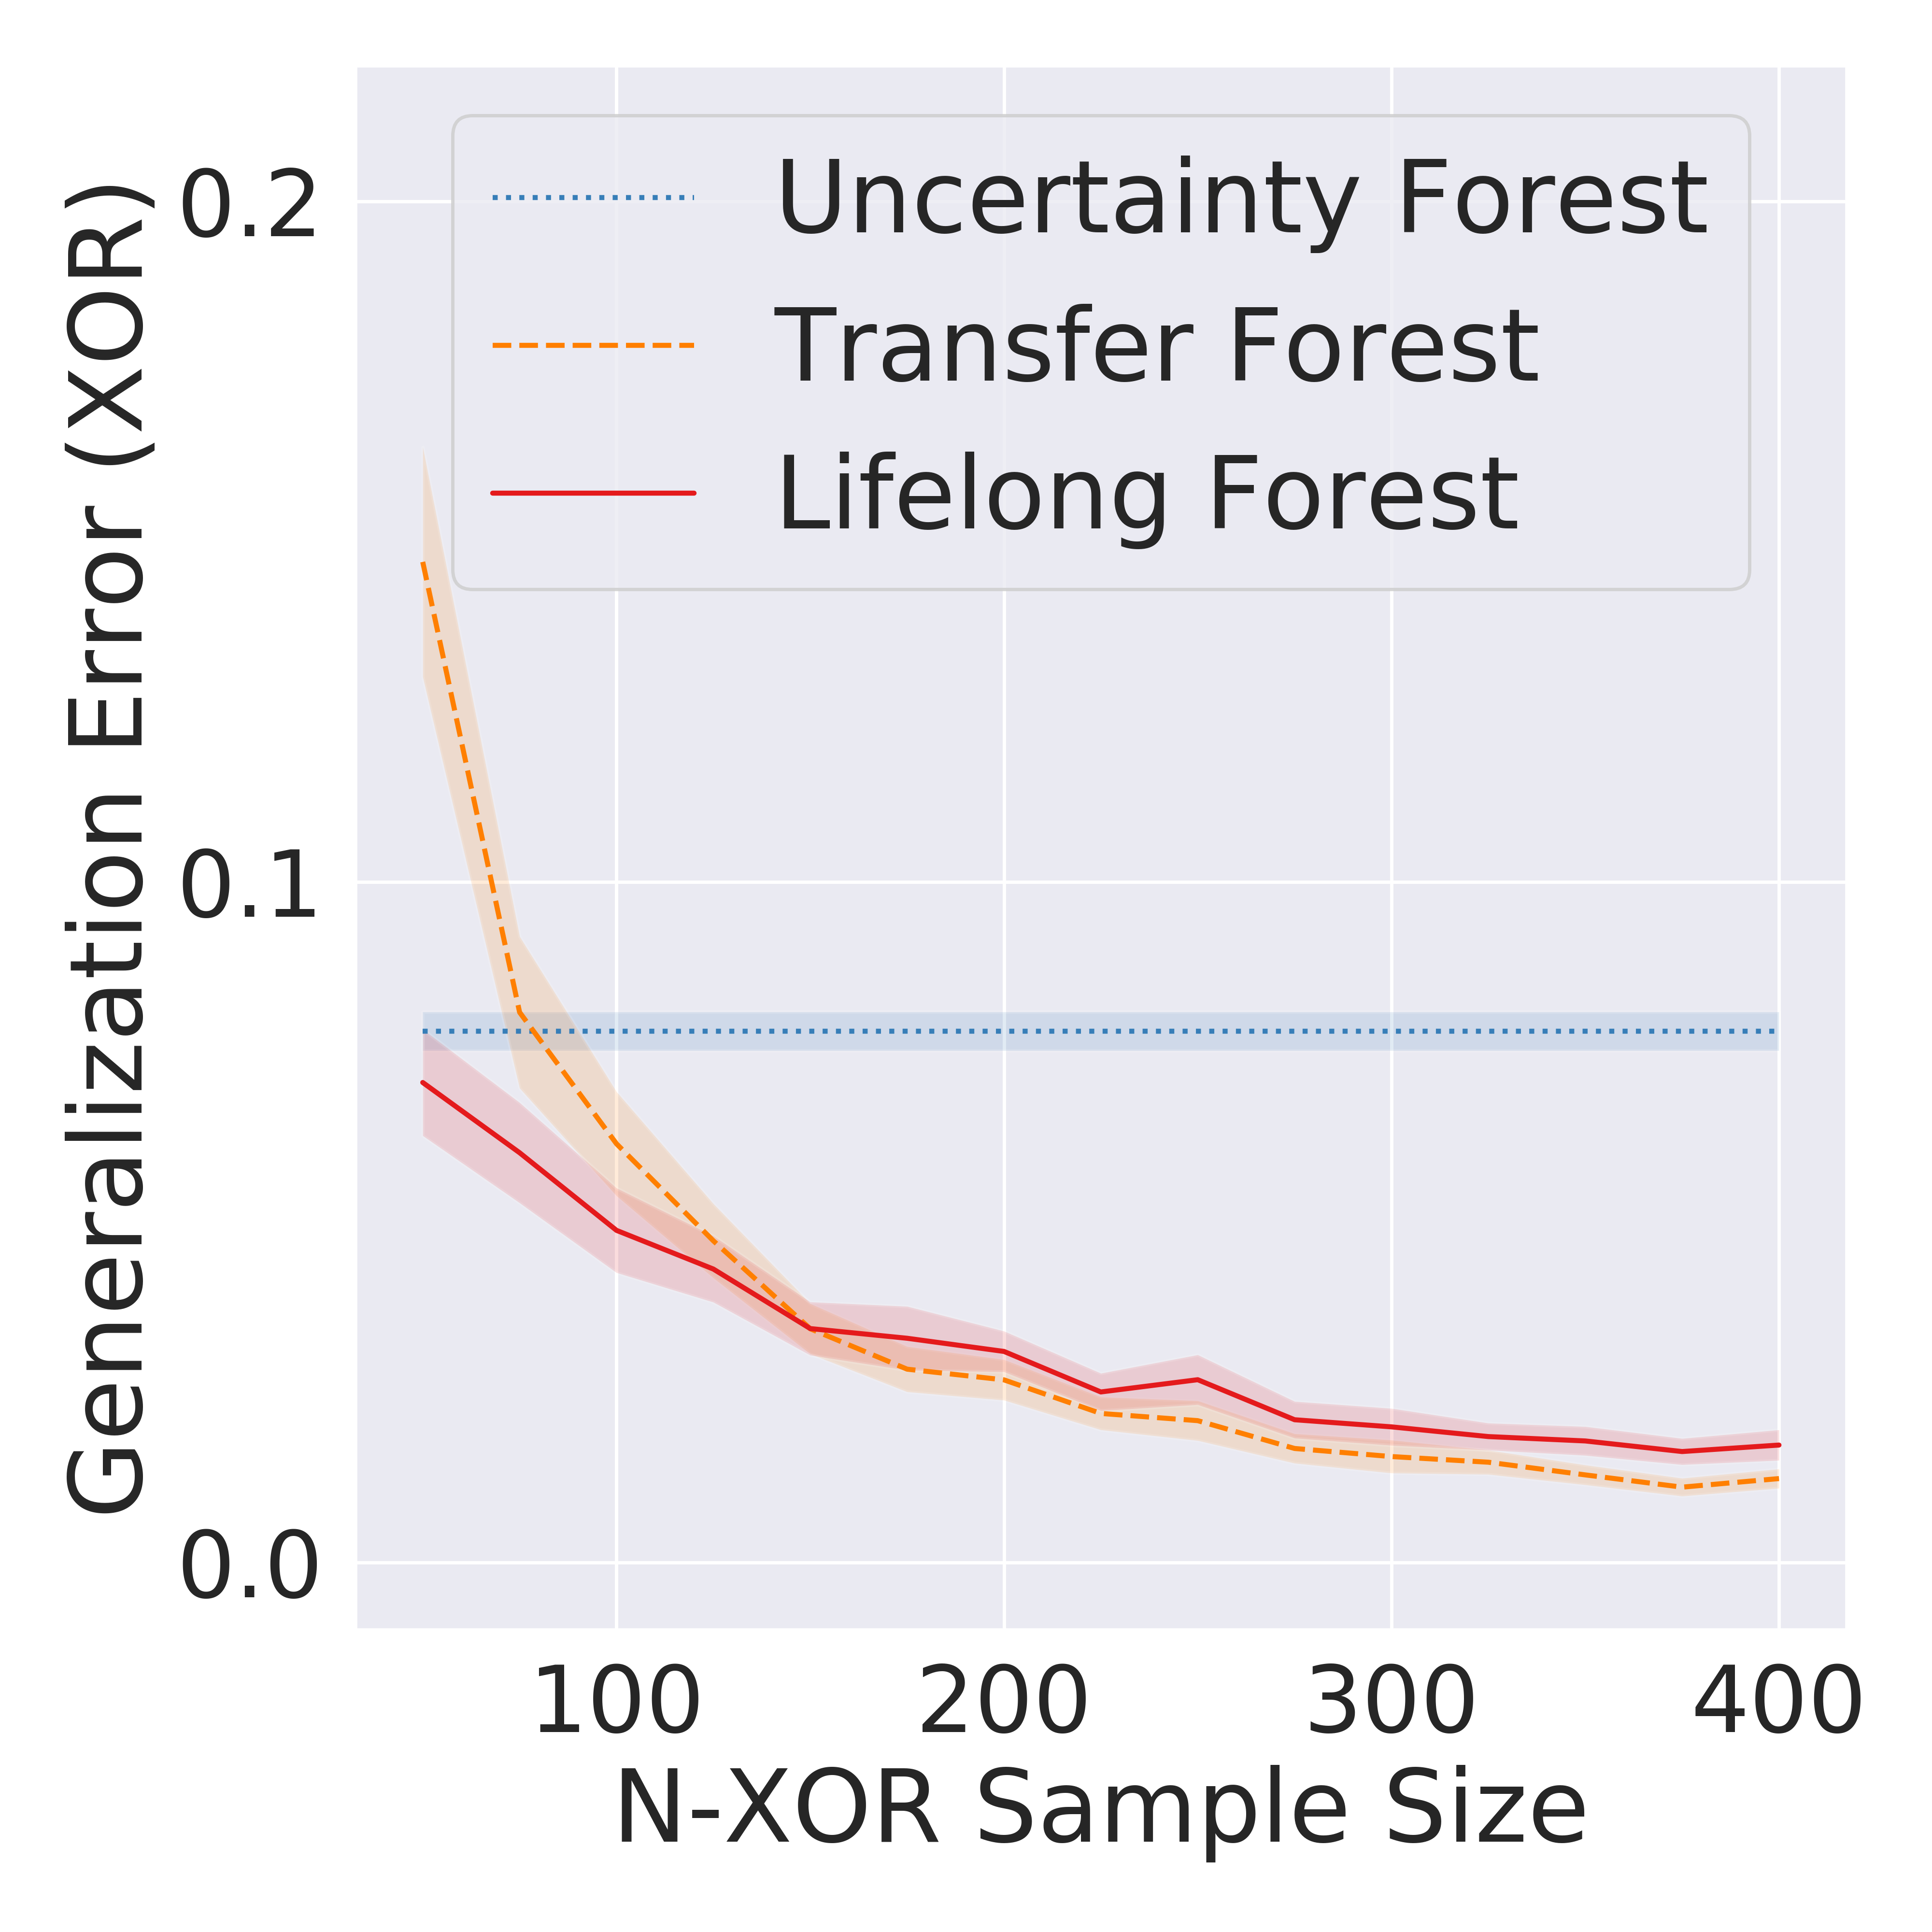 Generalization Error (XOR)
0.2
0.1
0.0
Uncertainty Forest
Transfer Forest
Lifelong Forest
100 200 300 400
N-XOR Sample Size